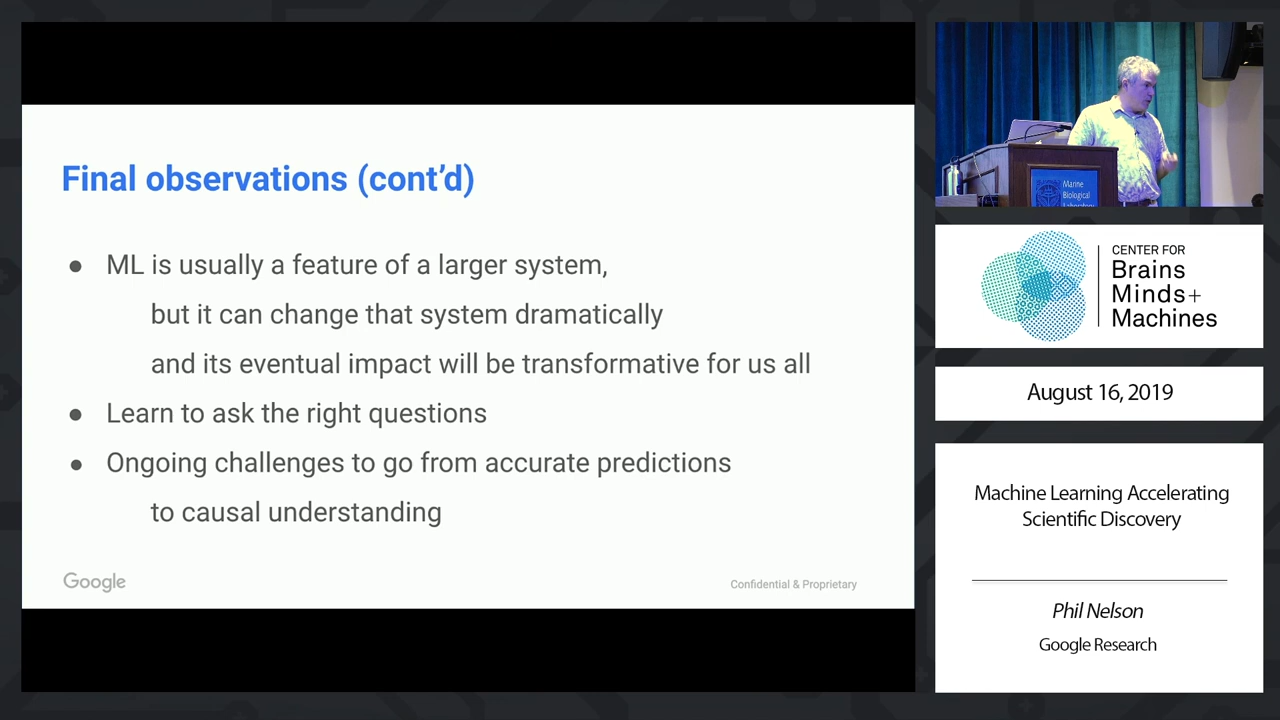 Final observations (cont'd)
● ML is usually a feature of a larger system,
but it can change that system dramatically
and its eventual impact will be transformative for us all
● Learn to ask the right questions
● Ongoing challenges to go from accurate predictions
to causal understanding
Google
Confidential & Proprietary
Marine
Biological
Laboratory
CENTER FOR
Brains
Minds+
Machines
August 16, 2019
Machine Learning Accelerating
Scientific Discovery
Phil Nelson
Google Research